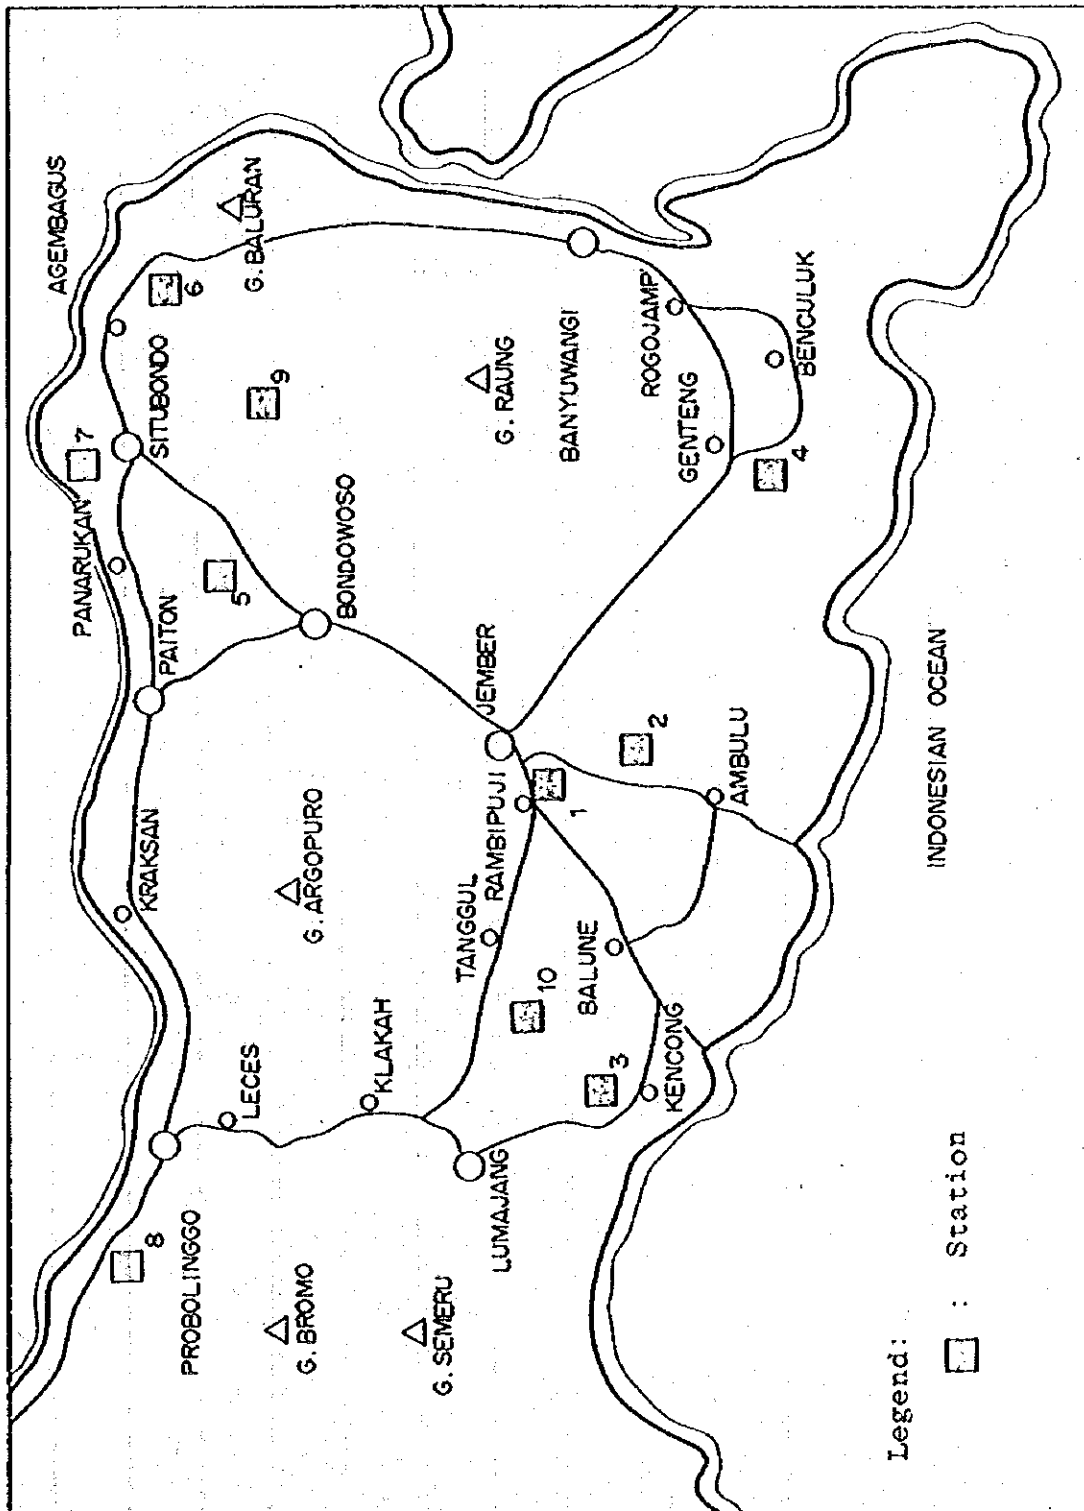 AGEMBAGUS
PANARUKAN
7
SITUBONDO
6
G. BALURAN
KRAKSAN
PAITON
5
9
8
PROBOLINGGO
LECES
BONDOWOSO
G. BROMO
G. ARGOPURO
KLAKAH
G. RAUNG
G. SEMERU
TANGGUL
JEMBER
LUMAJANG
RAMBIPUJI
BANYUWANGI
10
1
BALUNE
2
ROGOJAMP'
3
GENTENG
KENCONG
AMBULU
4
BENCULUK
INDONESIAN OCEAN
Legend:
: Station